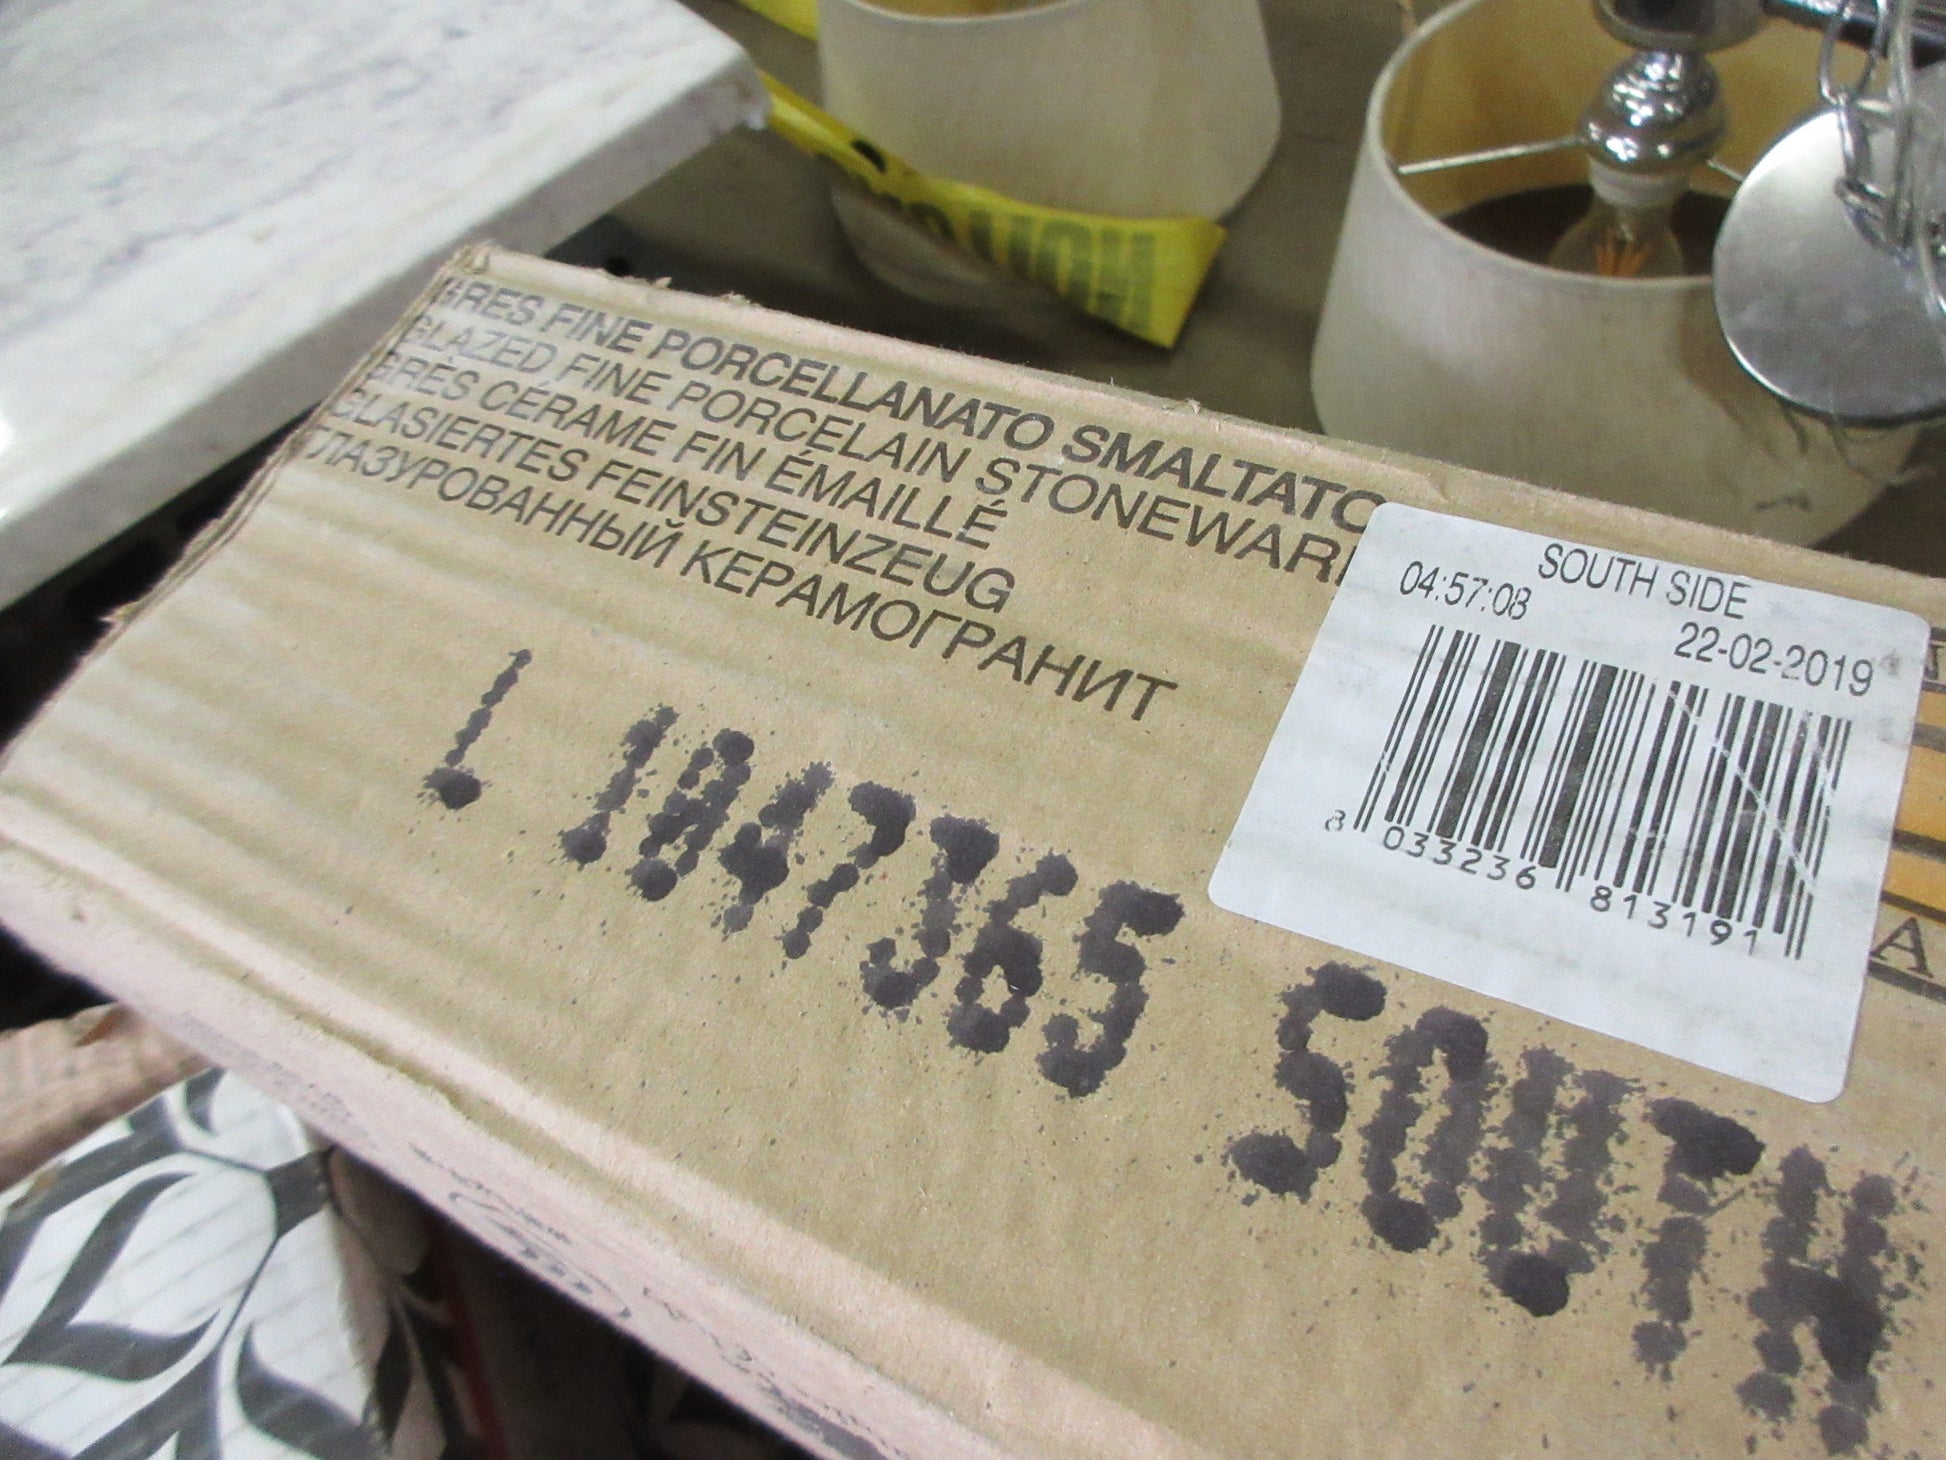 GRES FINE PORCELLANATO SMALTATO
GLAZED FINE PORCELAIN STONEWAR
GRÈS CÉRAME FIN ÉMAILLÉ
GLASIERTES FEINSTEINZEUG
ГЛАЗУРОВАННЫЙ КЕРАМОГРАНИТ
SOUTH SIDE
04:57:08
22-02-2019
8 033236 813191
L 1047365 SOUTH
A